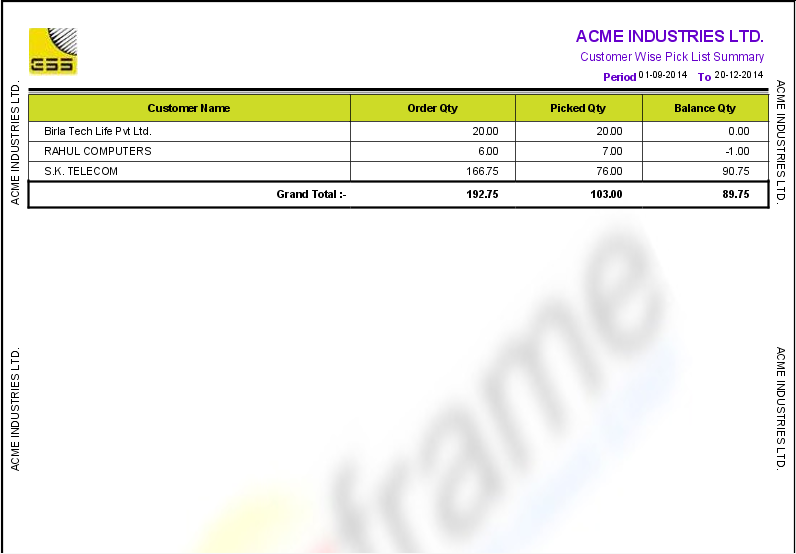 GSS
ACME INDUSTRIES LTD.
Customer Wise Pick List Summary
Period 01-09-2014 To 20-12-2014
Customer Name Order Qty Picked Qty Balance Qty
Birla Tech Life Pvt Ltd. 20.00 20.00 0.00
RAHUL COMPUTERS 6.00 7.00 -1.00
S.K. TELECOM 166.75 76.00 90.75
Grand Total :- 192.75 103.00 89.75
ACME INDUSTRIES LTD.
ACME INDUSTRIES LTD.
ACME INDUSTRIES LTD.
ACME INDUSTRIES LTD.
frame